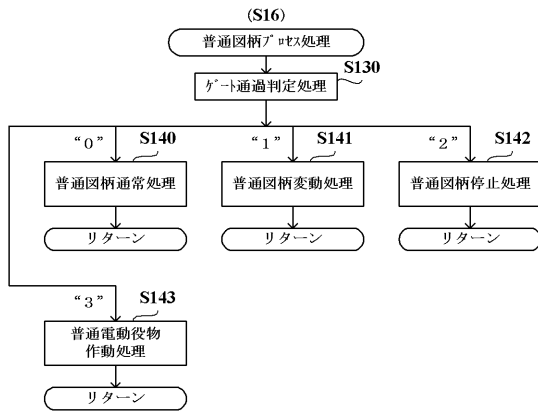 (S16)
普通図柄ﾌﾟﾛｾｽ処理
S130
ｹﾞｰﾄ通過判定処理
“0”
S140
“1”
S141
“2”
S142
普通図柄通常処理
普通図柄変動処理
普通図柄停止処理
リターン
リターン
リターン
“3”
S143
普通電動役物
作動処理
リターン